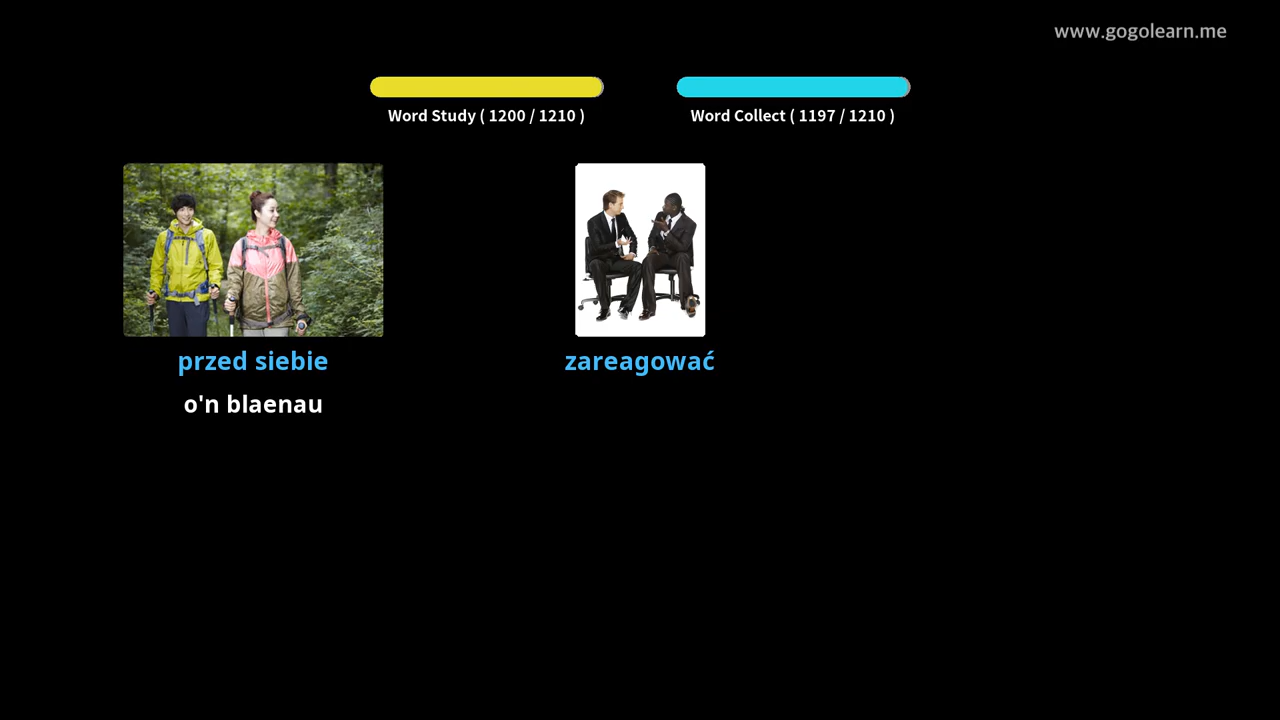 www.gogolearn.me
Word Study ( 1200 / 1210 )
Word Collect ( 1197 / 1210 )
przed siebie
zareagować
o'n blaenau